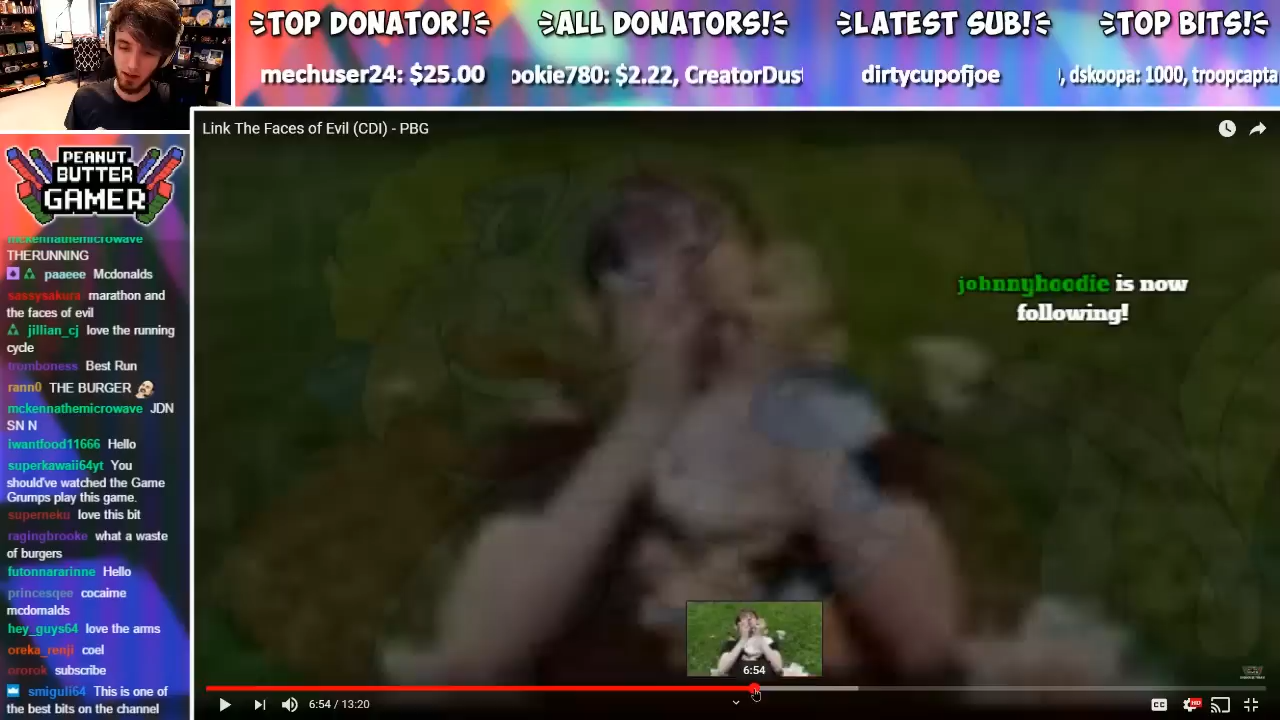 TOP DONATOR!
ALL DONATORS!
LATEST SUB!
TOP BITS!
mechuser24: $25.00
ookie780: $2.22, CreatorDust
dirtycupofjoe
, dskoopa: 1000, troopcapta
Link The Faces of Evil (CDI) - PBG
PEANUT
BUTTER
GAMER
mckennathemicrowave
THERUNNING
paaeee Mcdonalds
sassysakura marathon and
the faces of evil
jillian_cj love the running
cycle
tromboness Best Run
rann0 THE BURGER
mckennathemicrowave JDN
SN N
iwantfood11666 Hello
superkawaii64yt You
should've watched the Game
Grumps play this game.
superneku love this bit
ragingbrooke what a waste
of burgers
futonnararinne Hello
princesqee cocaime
mcdomalds
hey_guys64 love the arms
oreka_renji coel
ororok subscribe
smiguli64 This is one of
the best bits on the channel
johnnyhoodie is now
following!
6:54
6:54 / 13:20
CC
HD